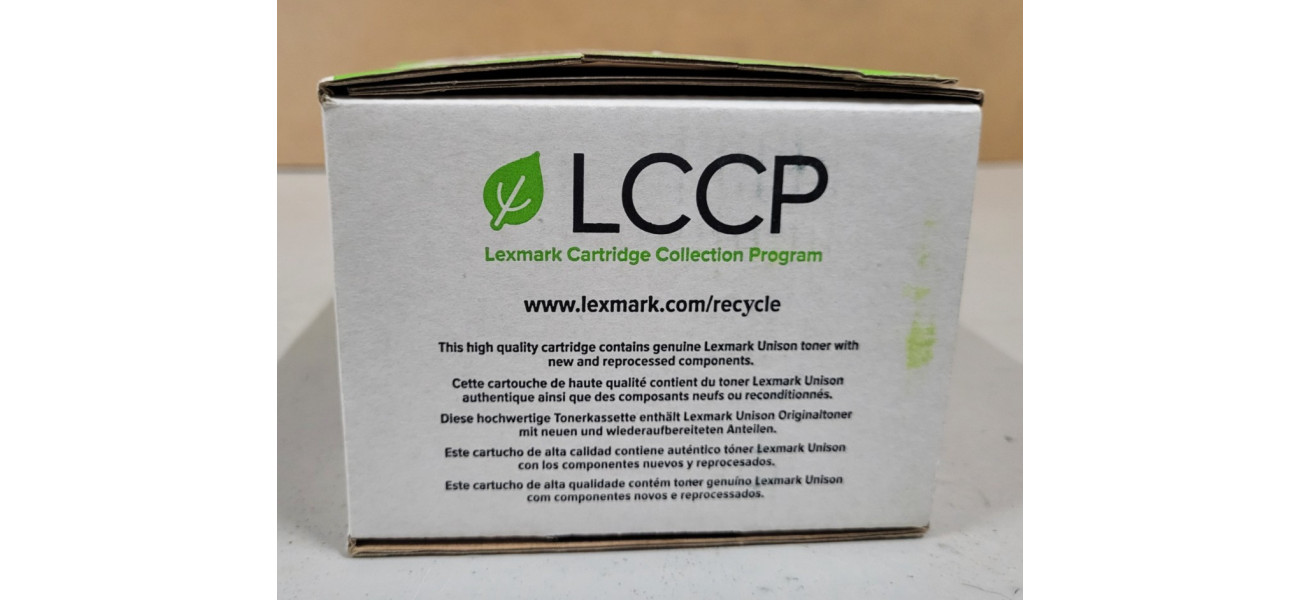 LCCP
Lexmark Cartridge Collection Program
www.lexmark.com/recycle
This high quality cartridge contains genuine Lexmark Unison toner with
new and reprocessed components.
Cette cartouche de haute qualité contient du toner Lexmark Unison
authentique ainsi que des composants neufs ou reconditionnés.
Diese hochwertige Tonerkassette enthält Lexmark Unison Originaltoner
mit neuen und wiederaufbereiteten Anteilen.
Este cartucho de alta calidad contiene auténtico tóner Lexmark Unison
con los componentes nuevos y reprocesados.
Este cartucho de alta qualidade contém toner genuíno Lexmark Unison
com componentes novos e reprocessados.